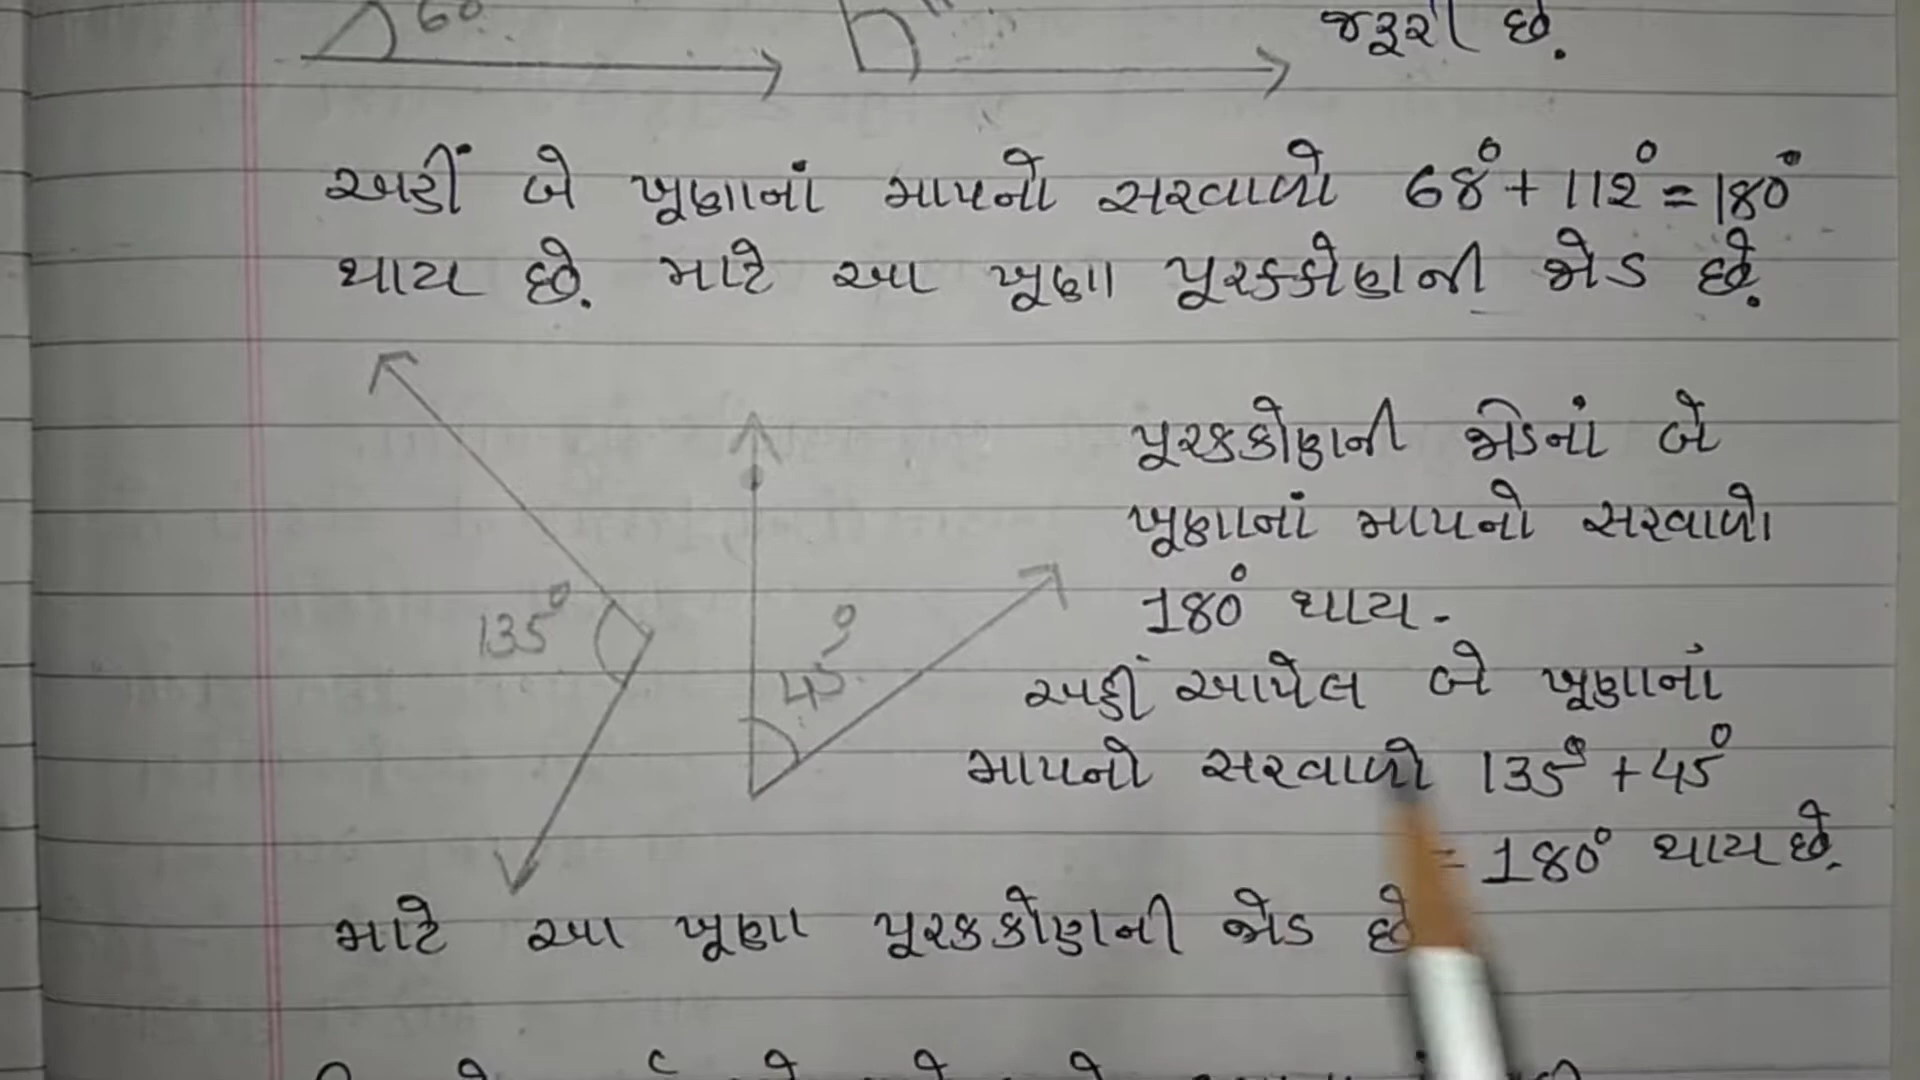 68
જરૂરી છે.
અહીં બે ખૂણાનાં માપનો સરવાળો 68° + 112° = 180°
થાય છે. માટે આ ખૂણા પૂરકકોણની જોડ છે.
પૂરકકોણની જોડનાં બે
ખૂણાનાં માપનો સરવાળો
180° થાય.
135°
45°
અહીં આપેલ બે ખૂણાનાં
માપનો સરવાળો 135° + 45°
= 180° થાય છે.
માટે આ ખૂણા પૂરકકોણની જોડ છે